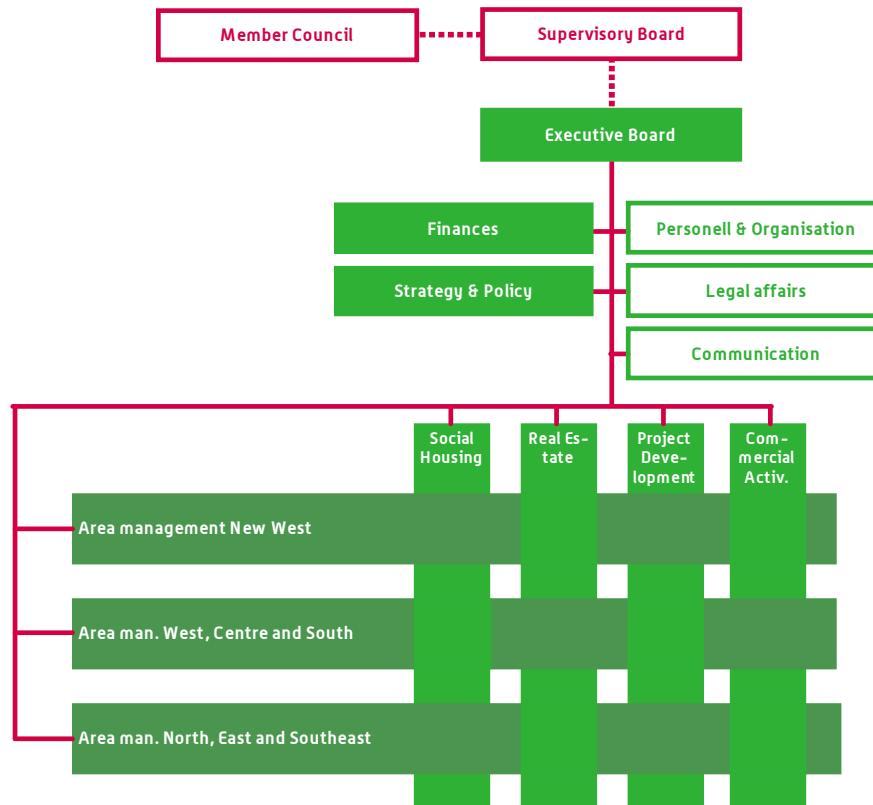 Member Council
Supervisory Board
Executive Board
Finances
Personell & Organisation
Strategy & Policy
Legal affairs
Communication
Social
Housing
Real Es-
tate
Project
Deve-
lopment
Com-
mercial
Activ.
Area management New West
Area man. West, Centre and South
Area man. North, East and Southeast